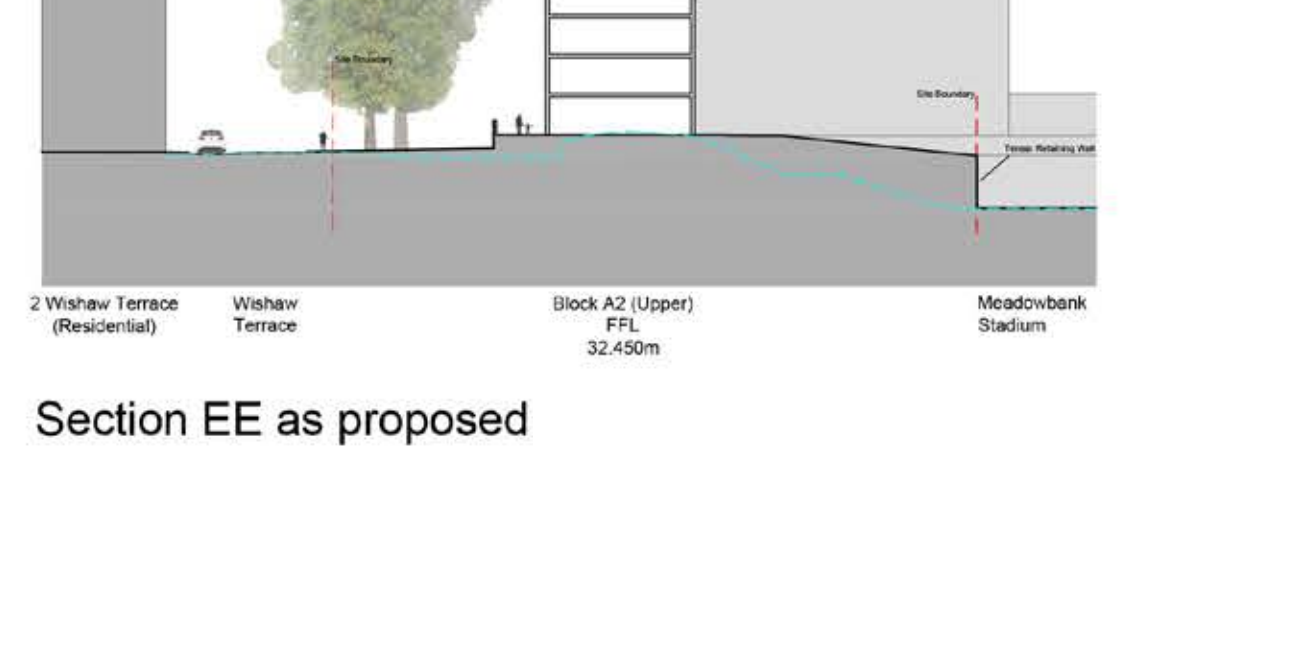 Site Boundary
Site Boundary
Retaining Wall
2 Wishaw Terrace
(Residential)
Wishaw
Terrace
Block A2 (Upper)
FFL
32.450m
Meadowbank
Stadium
Section EE as proposed